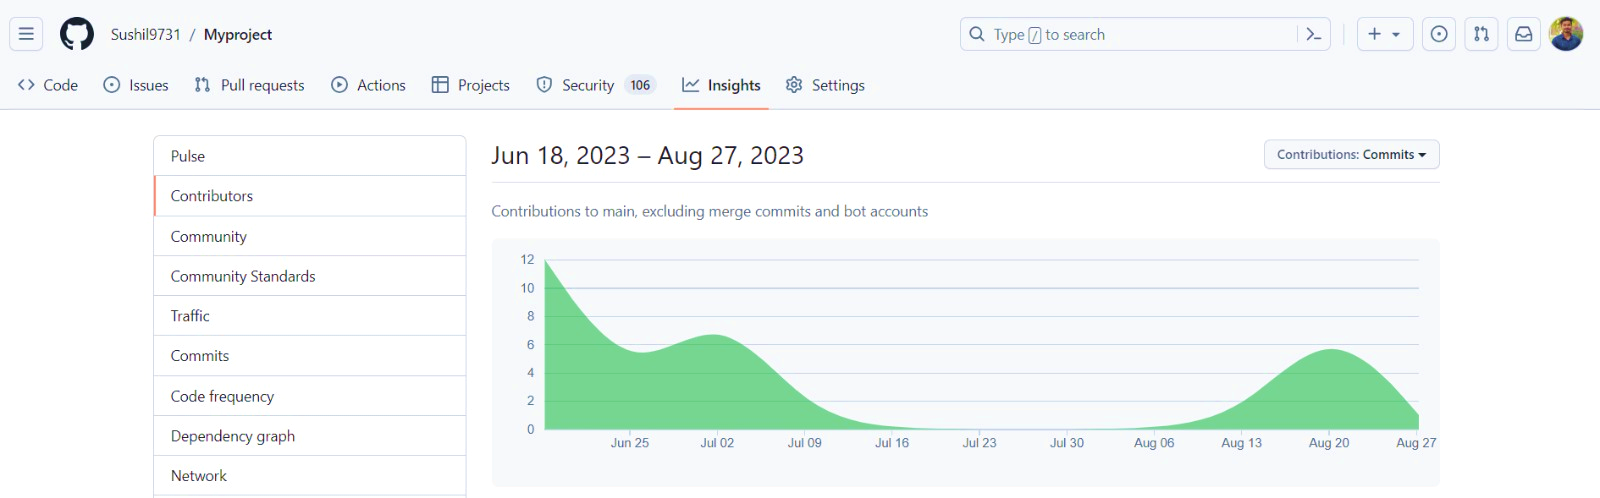 Sushil9731 / Myproject
Type / to search
Code
Issues
Pull requests
Actions
Projects
Security 106
Insights
Settings
Pulse
Contributors
Community
Community Standards
Traffic
Commits
Code frequency
Dependency graph
Network
Jun 18, 2023 – Aug 27, 2023
Contributions: Commits
Contributions to main, excluding merge commits and bot accounts
12
10
8
6
4
2
0
Jun 25 Jul 02 Jul 09 Jul 16 Jul 23 Jul 30 Aug 06 Aug 13 Aug 20 Aug 27